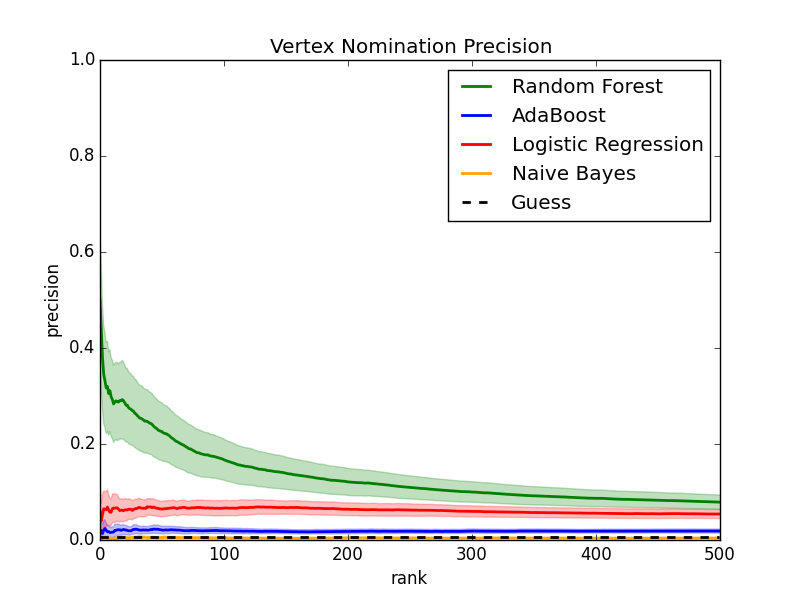 Vertex Nomination Precision
1.0
0.8
0.6
0.4
0.2
0.0
precision
Random Forest
AdaBoost
Logistic Regression
Naive Bayes
Guess
0 100 200 300 400 500
rank